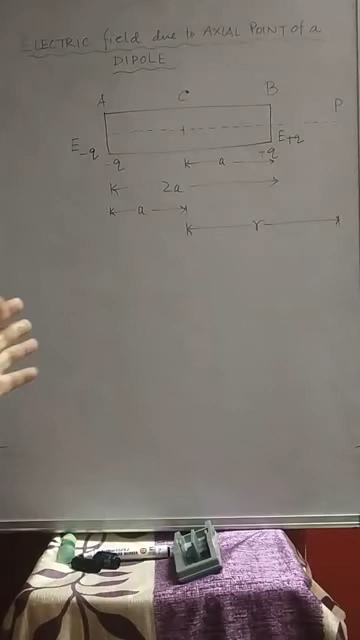 ELECTRIC field due to AXIAL POINT of a
DIPOLE
A C B P
E-q E+q
-q a +q
2a
a
r